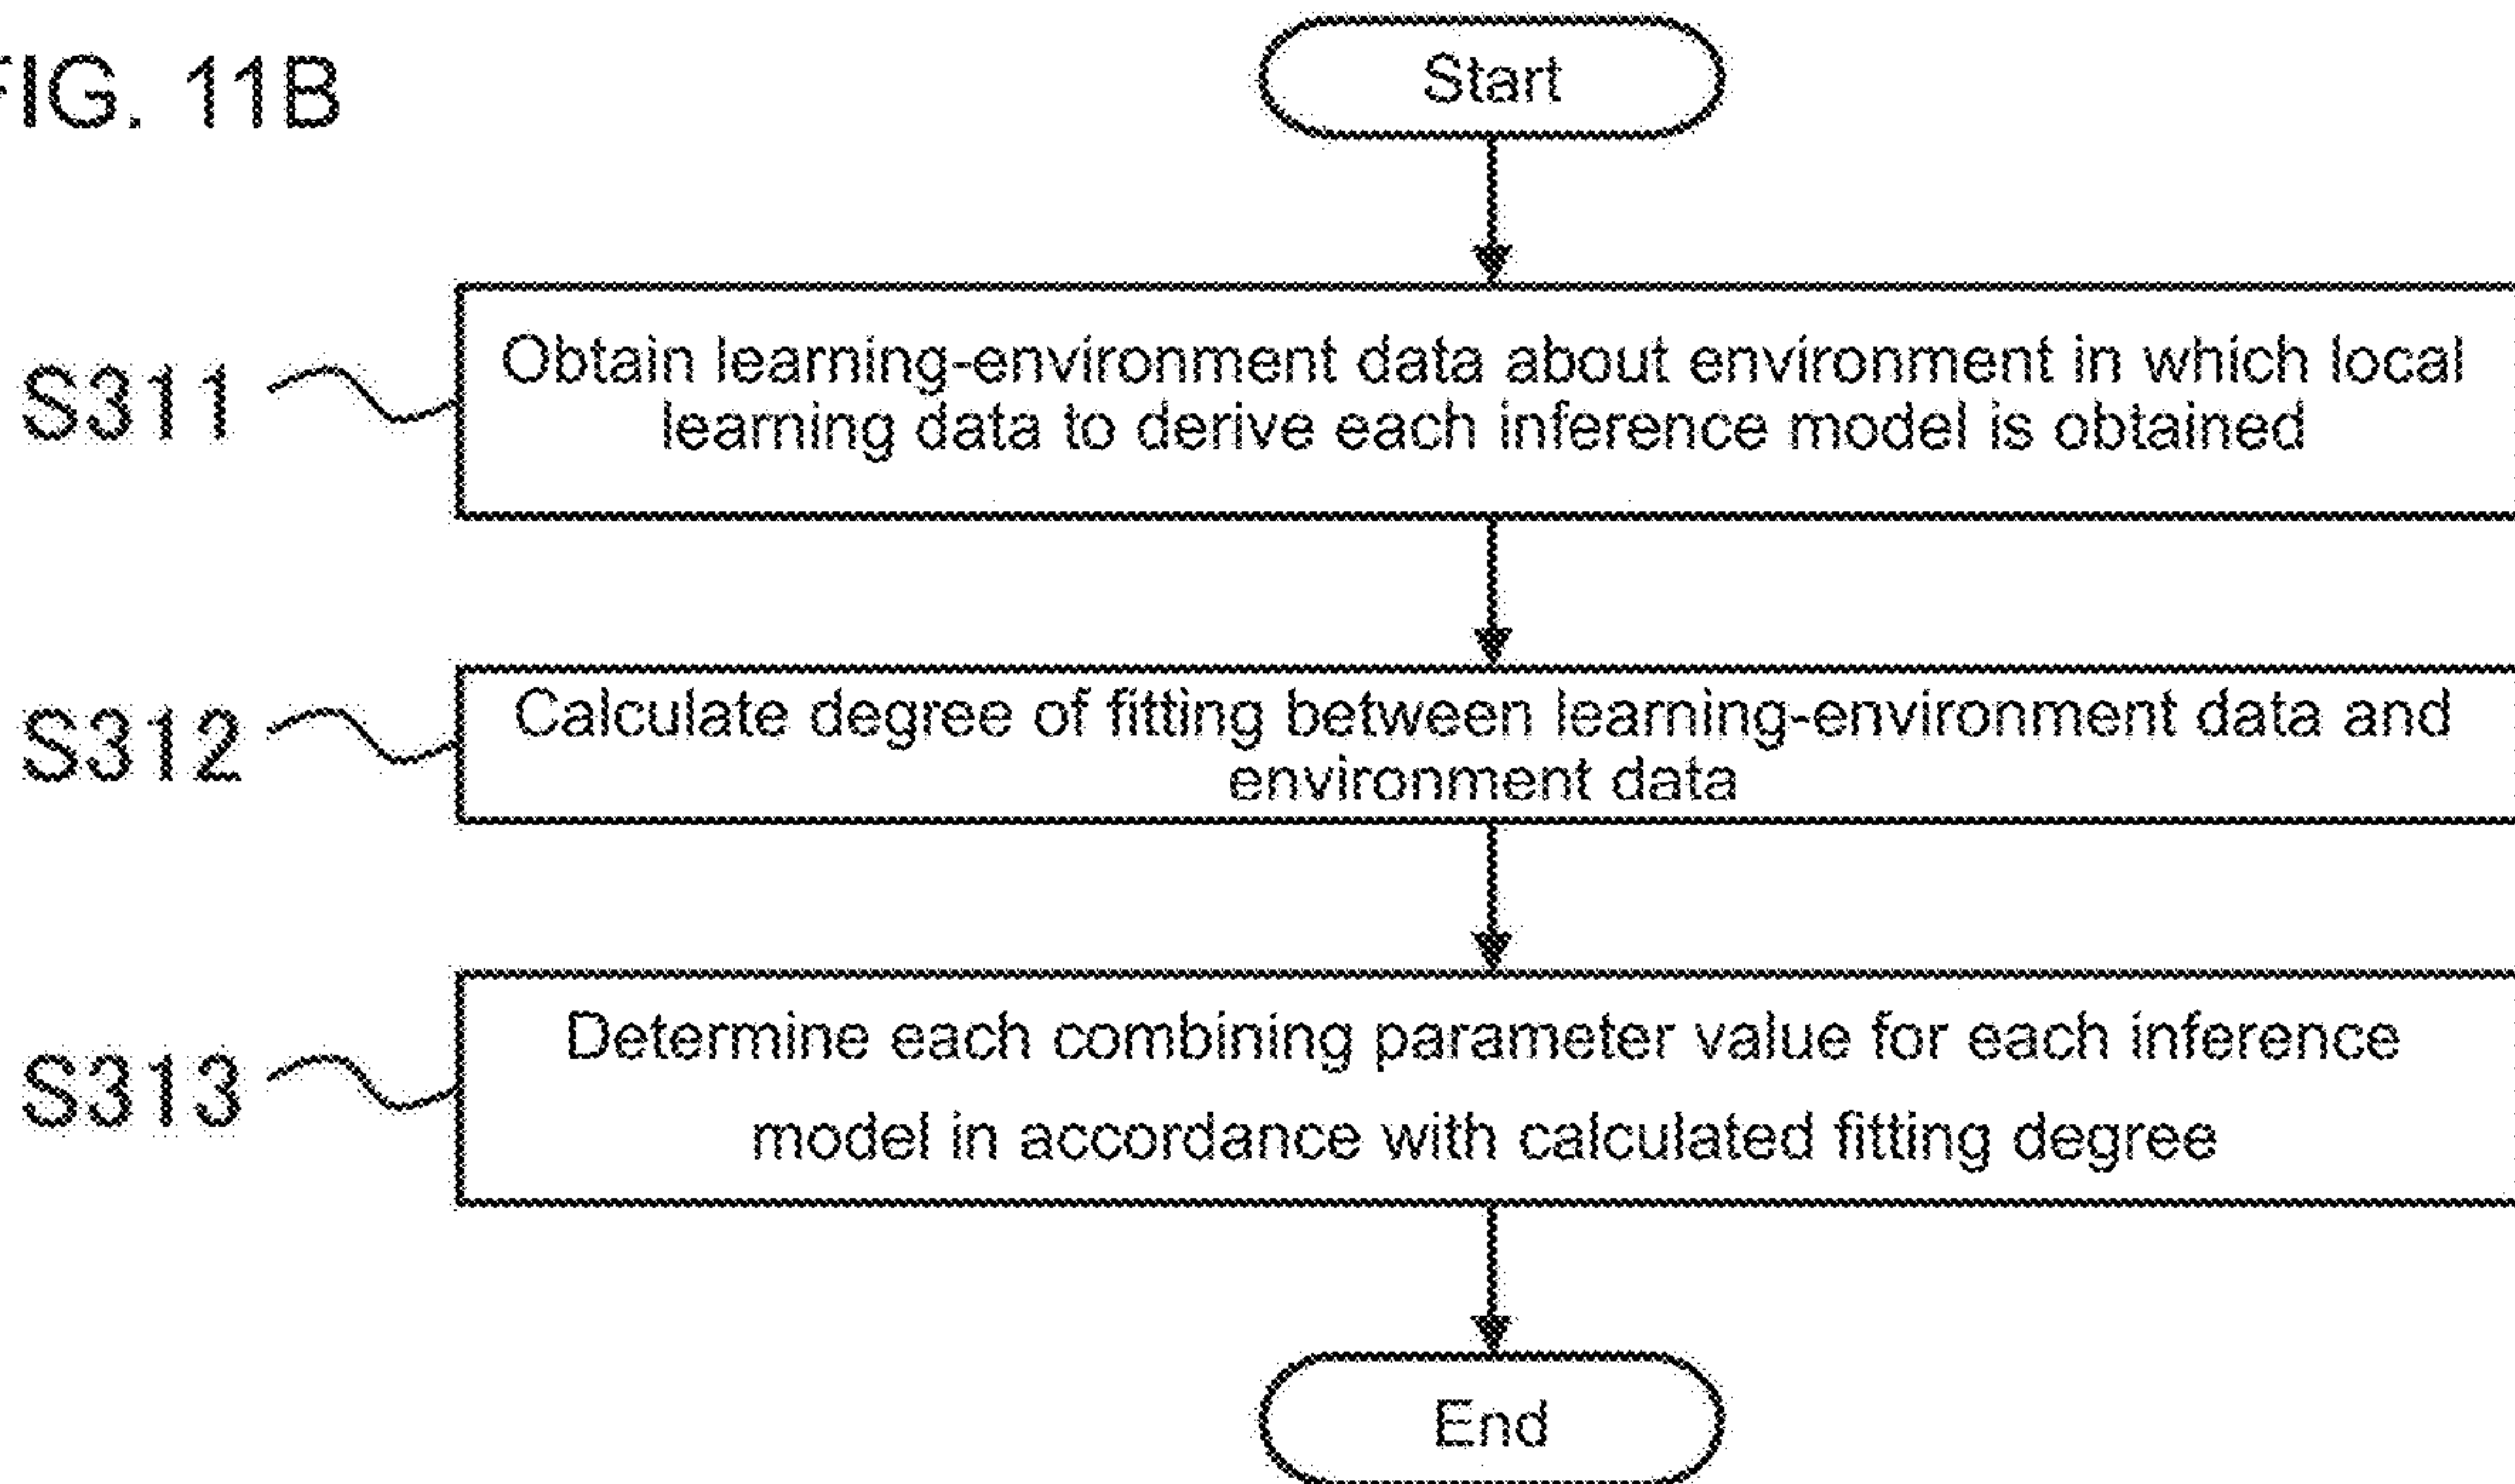 FIG. 11B
Start
S311
Obtain learning-environment data about environment in which local
learning data to derive each inference model is obtained
S312
Calculate degree of fitting between learning-environment data and
environment data
S313
Determine each combining parameter value for each inference
model in accordance with calculated fitting degree
End